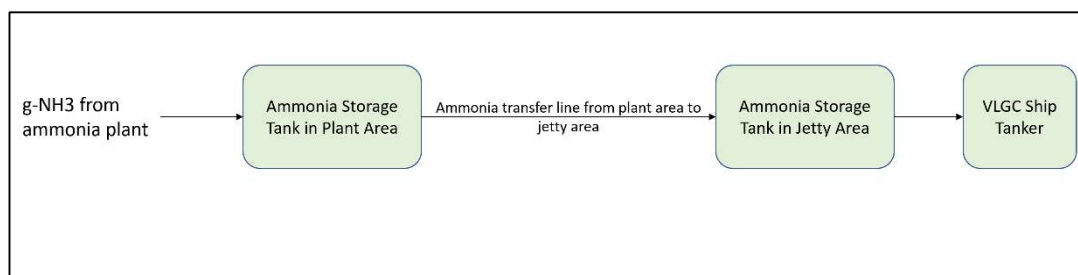 g-NH3 from
ammonia plant
Ammonia Storage
Tank in Plant Area
Ammonia transfer line from plant area to
jetty area
Ammonia Storage
Tank in Jetty Area
VLGC Ship
Tanker